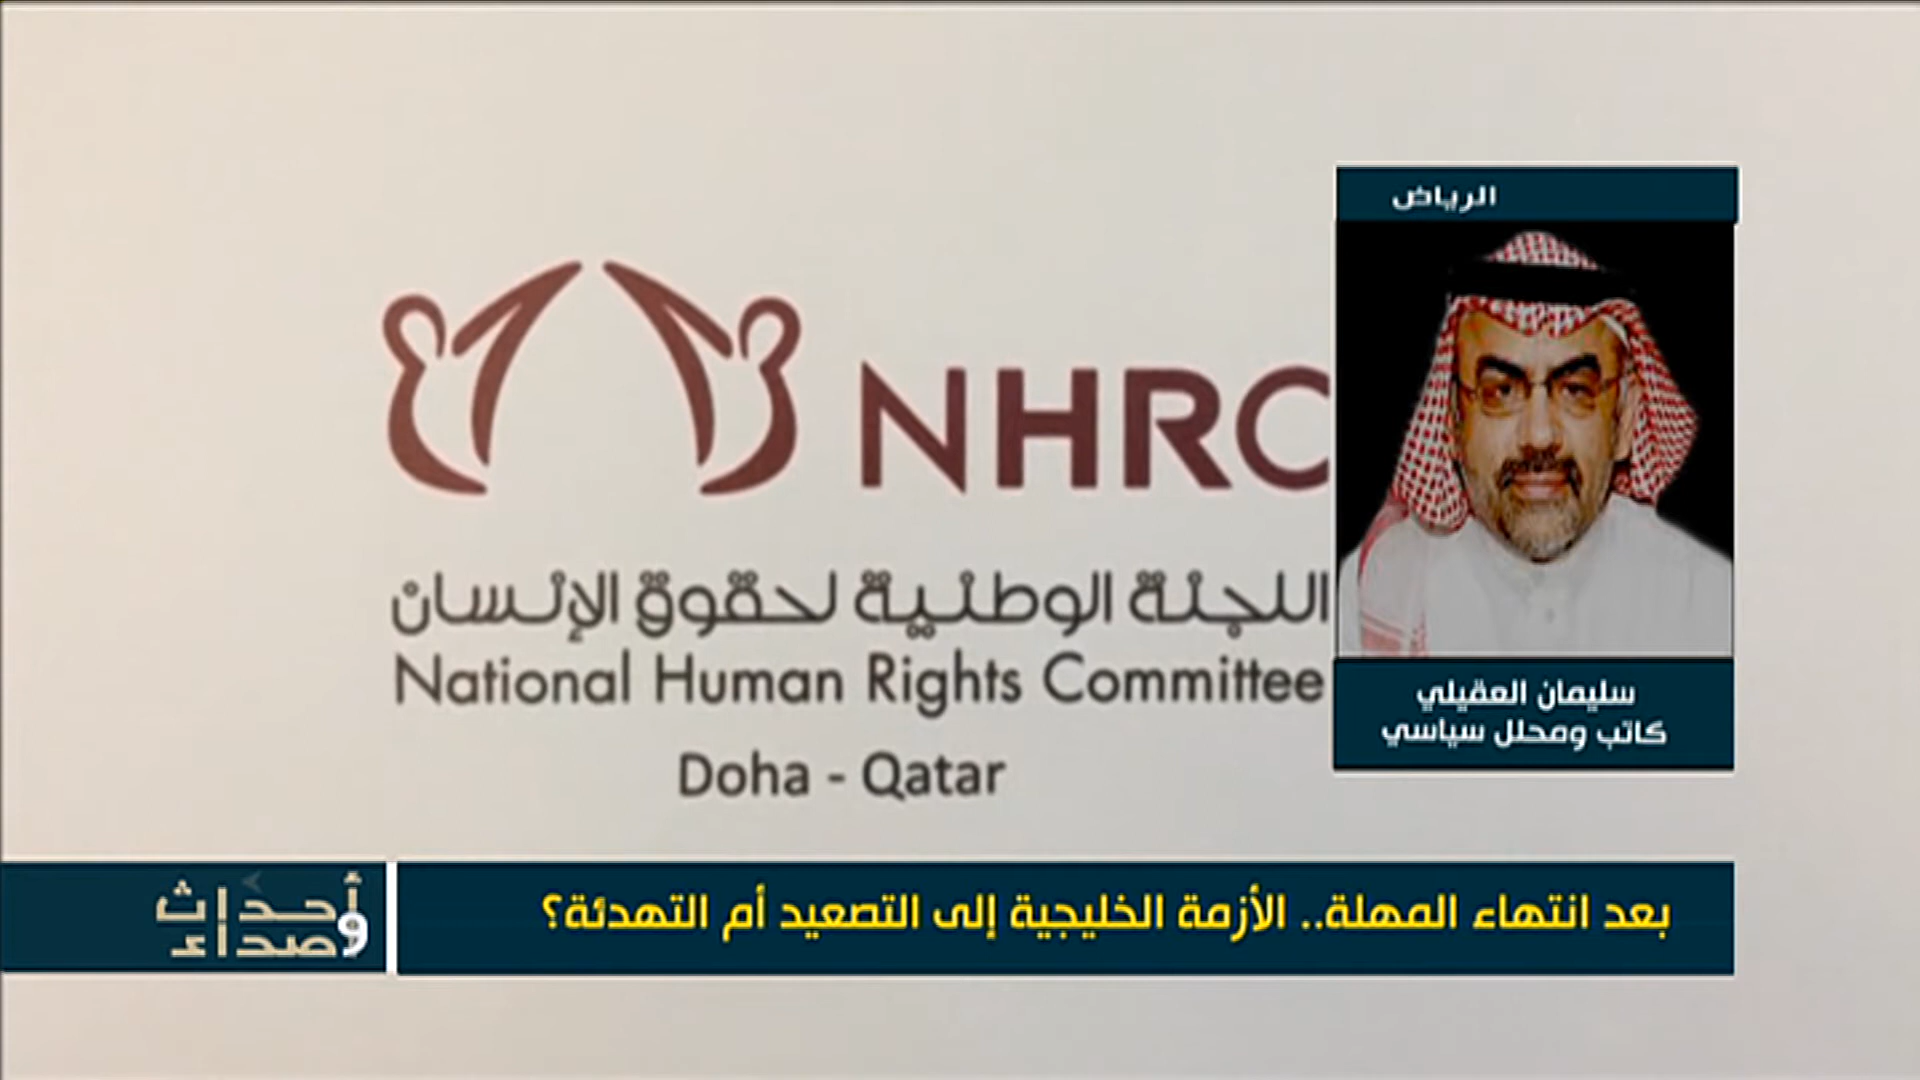 الرياض
NHRC
اللجنة الوطنية لحقوق الإنسان
National Human Rights Committee
Doha - Qatar
سليمان العقيلي
كاتب ومحلل سياسي
بعد انتهاء المهلة.. الأزمة الخليجية إلى التصعيد أم التهدئة؟
أحداث
وأصداء